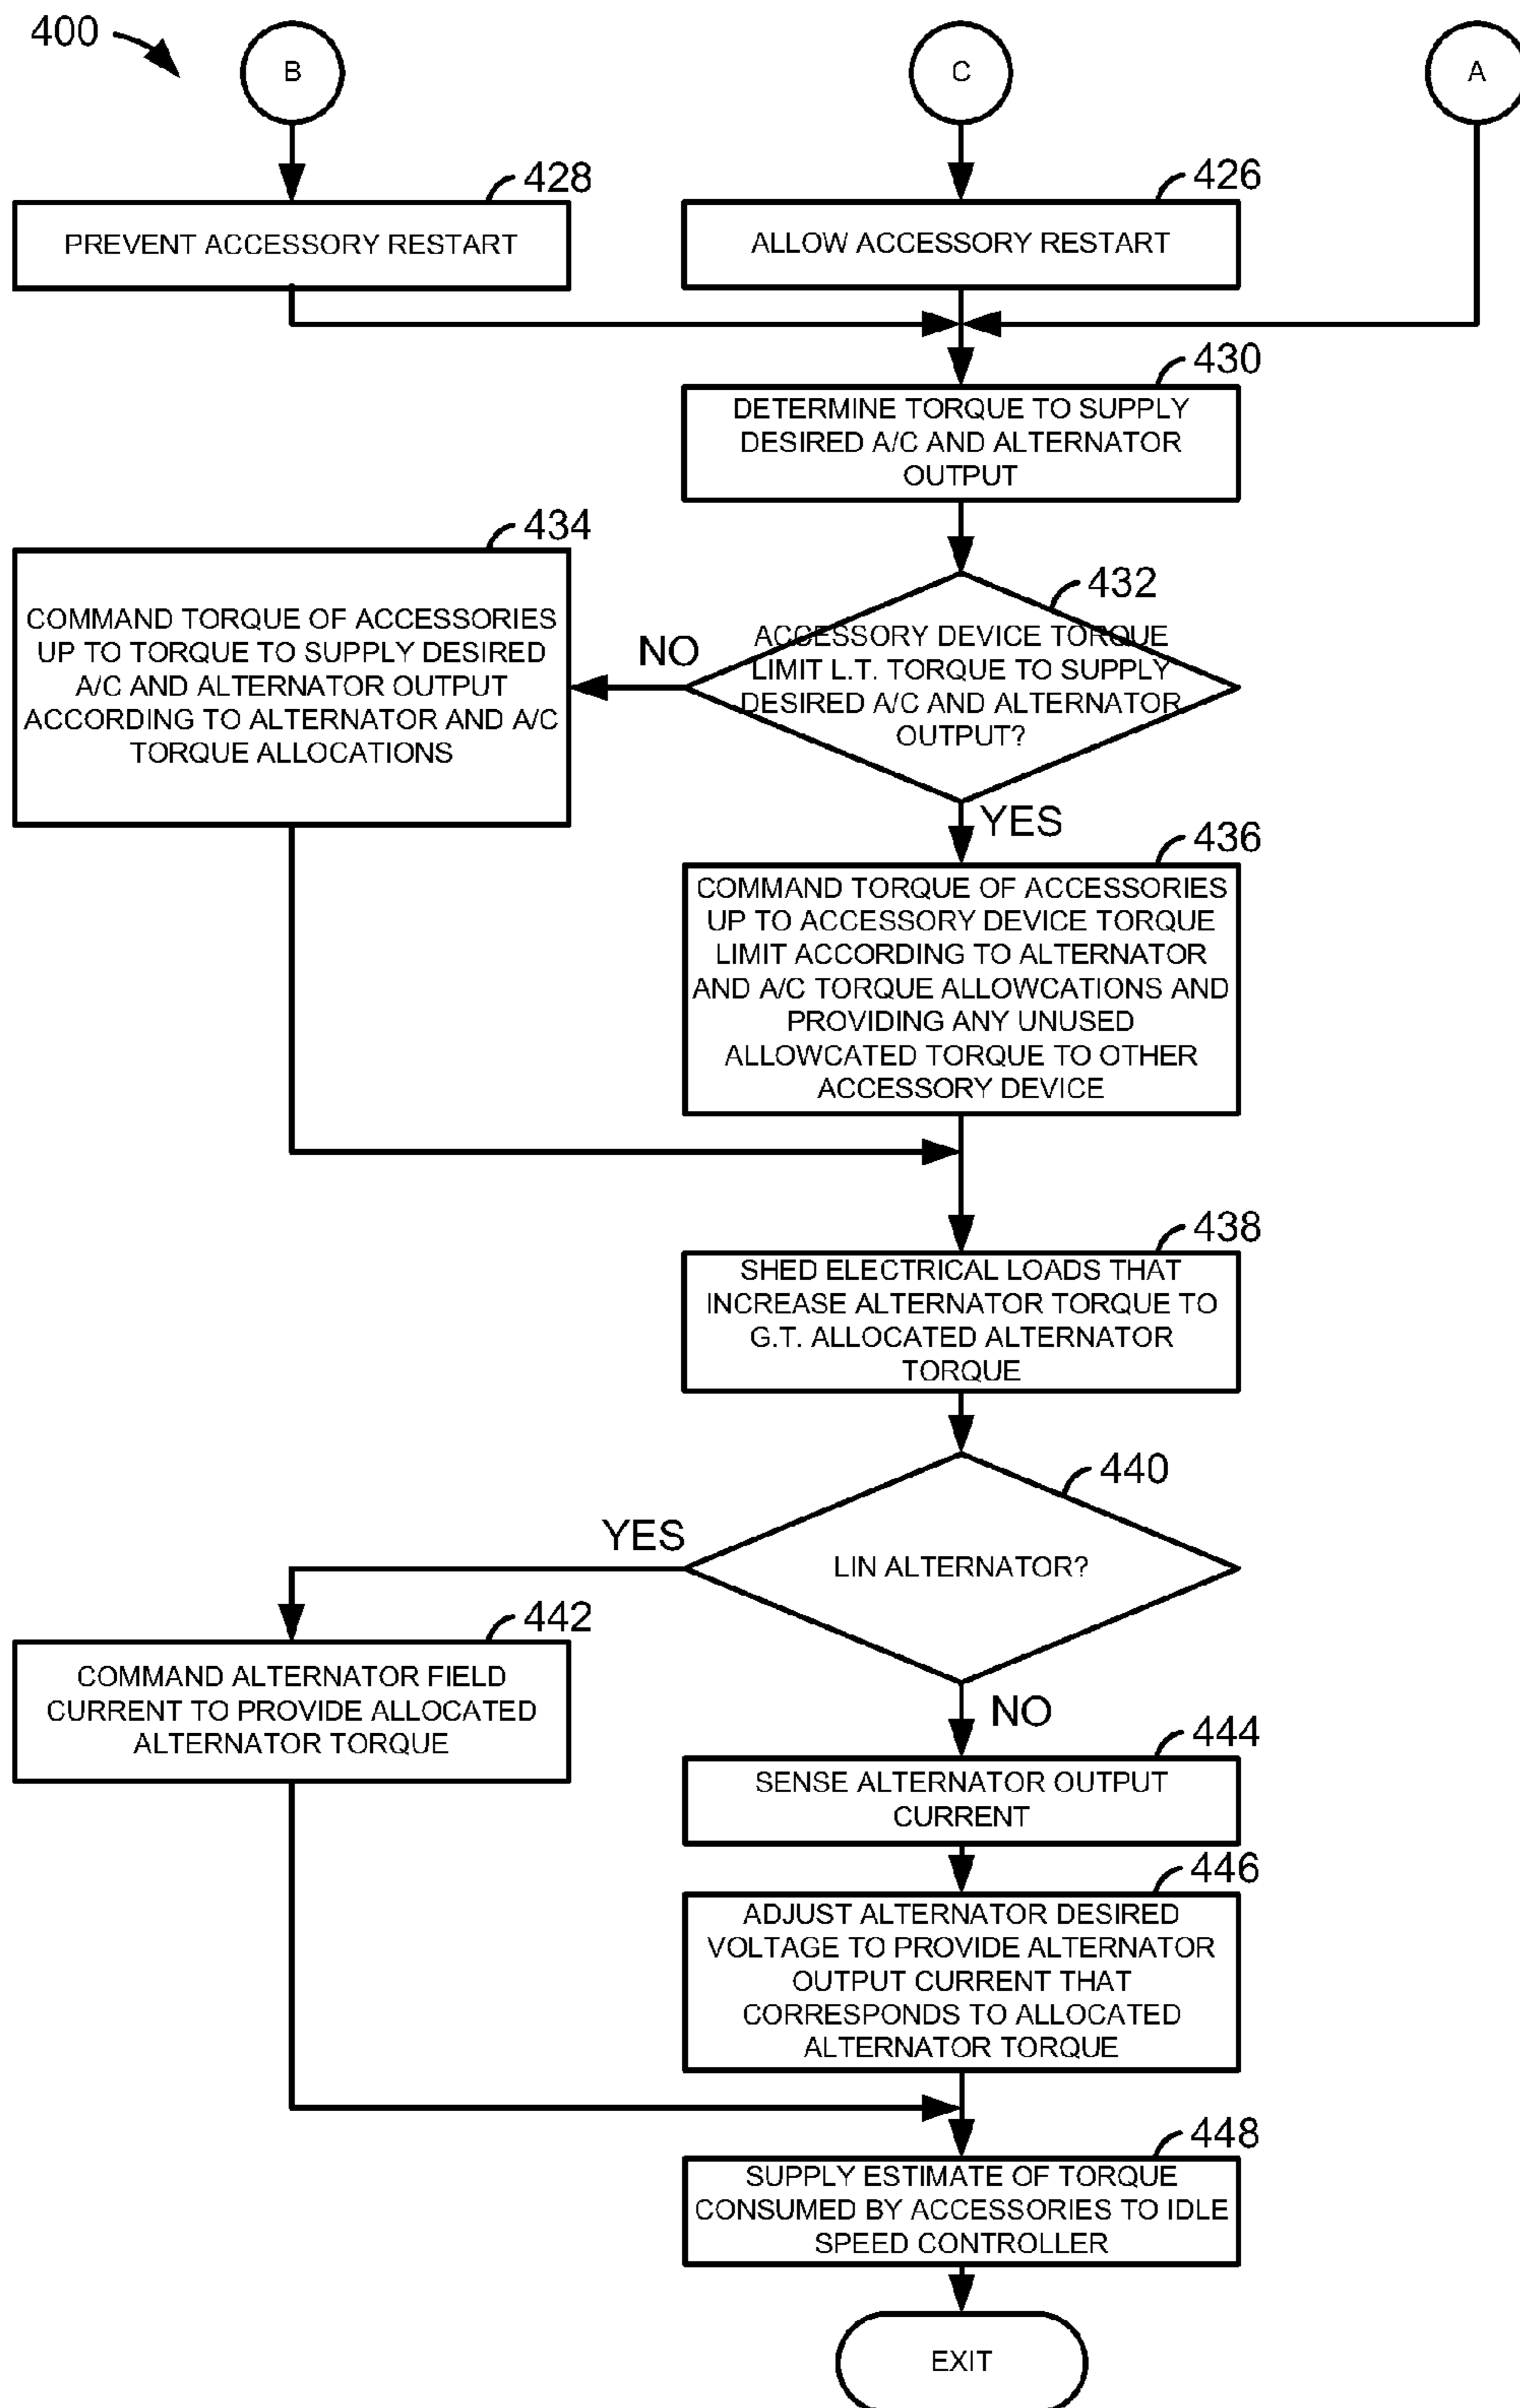 400
B
C
A
428
PREVENT ACCESSORY RESTART
426
ALLOW ACCESSORY RESTART
430
DETERMINE TORQUE TO SUPPLY
DESIRED A/C AND ALTERNATOR
OUTPUT
434
COMMAND TORQUE OF ACCESSORIES
UP TO TORQUE TO SUPPLY DESIRED
A/C AND ALTERNATOR OUTPUT
ACCORDING TO ALTERNATOR AND A/C
TORQUE ALLOCATIONS
NO
432
ACCESSORY DEVICE TORQUE
LIMIT L.T. TORQUE TO SUPPLY
DESIRED A/C AND ALTERNATOR
OUTPUT?
YES
436
COMMAND TORQUE OF ACCESSORIES
UP TO ACCESSORY DEVICE TORQUE
LIMIT ACCORDING TO ALTERNATOR
AND A/C TORQUE ALLOWCATIONS AND
PROVIDING ANY UNUSED
ALLOWCATED TORQUE TO OTHER
ACCESSORY DEVICE
438
SHED ELECTRICAL LOADS THAT
INCREASE ALTERNATOR TORQUE TO
G.T. ALLOCATED ALTERNATOR
TORQUE
440
LIN ALTERNATOR?
YES
442
COMMAND ALTERNATOR FIELD
CURRENT TO PROVIDE ALLOCATED
ALTERNATOR TORQUE
NO
444
SENSE ALTERNATOR OUTPUT
CURRENT
446
ADJUST ALTERNATOR DESIRED
VOLTAGE TO PROVIDE ALTERNATOR
OUTPUT CURRENT THAT
CORRESPONDS TO ALLOCATED
ALTERNATOR TORQUE
448
SUPPLY ESTIMATE OF TORQUE
CONSUMED BY ACCESSORIES TO IDLE
SPEED CONTROLLER
EXIT